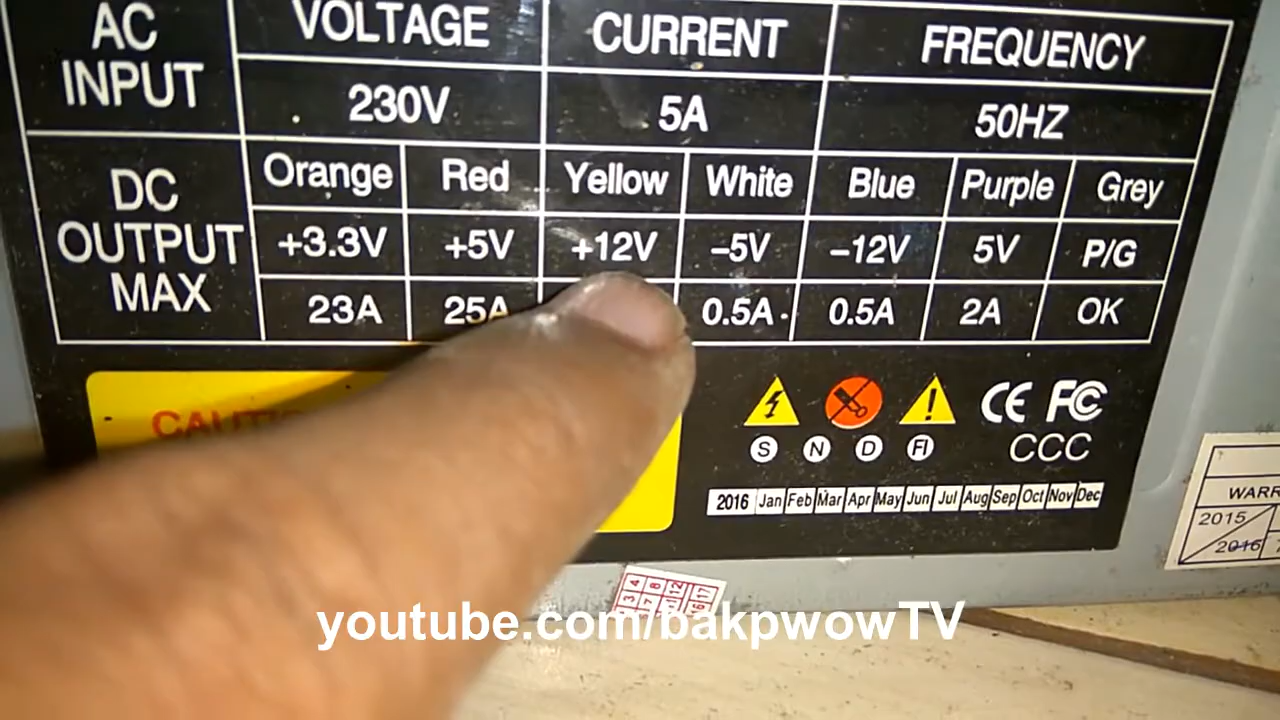 AC INPUT VOLTAGE CURRENT FREQUENCY
230V 5A 50HZ
DC OUTPUT MAX Orange Red Yellow White Blue Purple Grey
+3.3V +5V +12V –5V –12V 5V P/G
23A 25A 0.5A 0.5A 2A OK
S N D FI
CE FC
CCC
2016 Jan Feb Mar Apr May Jun Jul Aug Sep Oct Nov Dec
2015
2016
youtube.com/bakpwowTV